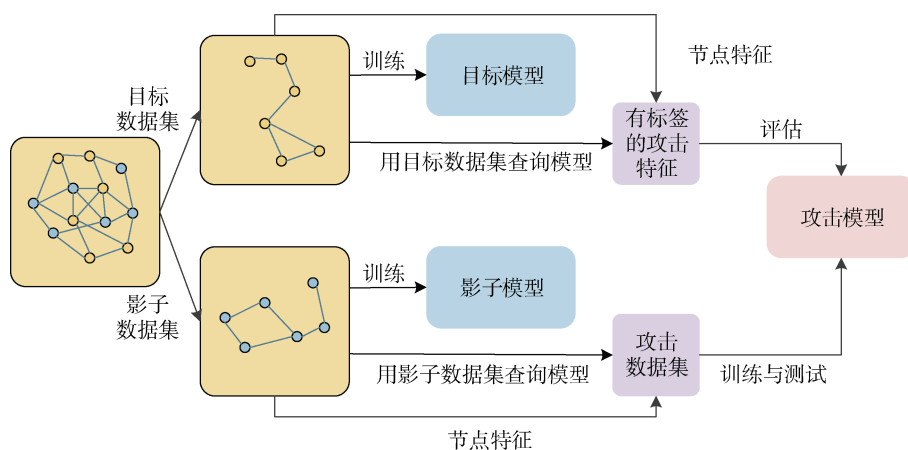 节点特征
训练
目标模型
目标
数据集
有标签
的攻击
特征
评估
用目标数据集查询模型
攻击模型
训练
影子模型
影子
数据集
攻击
数据集
用影子数据集查询模型
训练与测试
节点特征